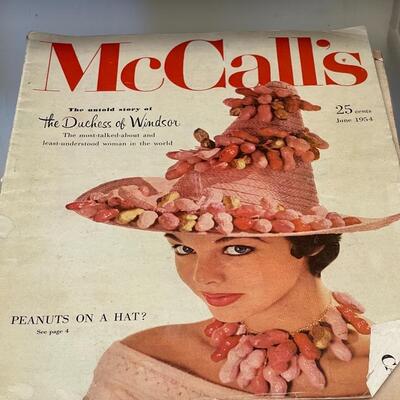 McCall's
The untold story of
the Duchess of Windsor
The most-talked-about and
least-understood woman in the world
25 cents
June 1954
PEANUTS ON A HAT?
See page 4